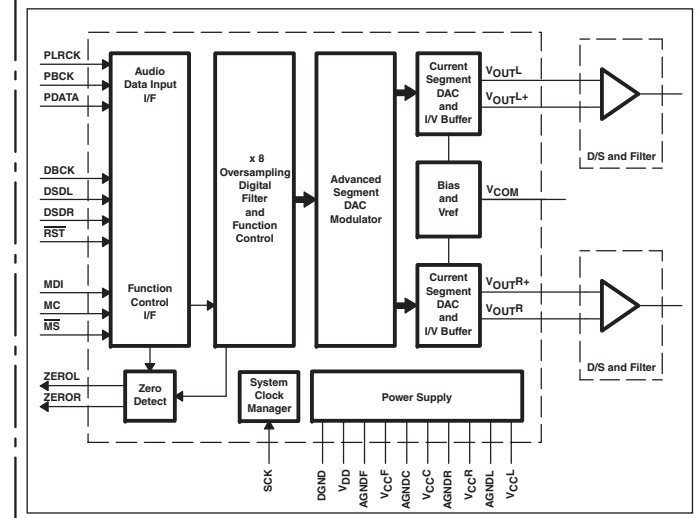 PLRCK
PBCK
PDATA
DBCK
DSDL
DSDR
RST
MDI
MC
MS
ZEROL
ZEROR
Audio
Data Input
I/F
Function
Control
I/F
x 8
Oversampling
Digital
Filter
and
Function
Control
Advanced
Segment
DAC
Modulator
Current
Segment
DAC
and
I/V Buffer
Bias
and
Vref
Current
Segment
DAC
and
I/V Buffer
VOUTL
VOUTL+
VCOM
VOUTR+
VOUTR
D/S and Filter
D/S and Filter
Zero
Detect
System
Clock
Manager
Power Supply
SCK
DGND
VDD
AGNDF
VCCF
AGNDC
VCCC
AGNDR
VCCR
AGNDL
VCCL